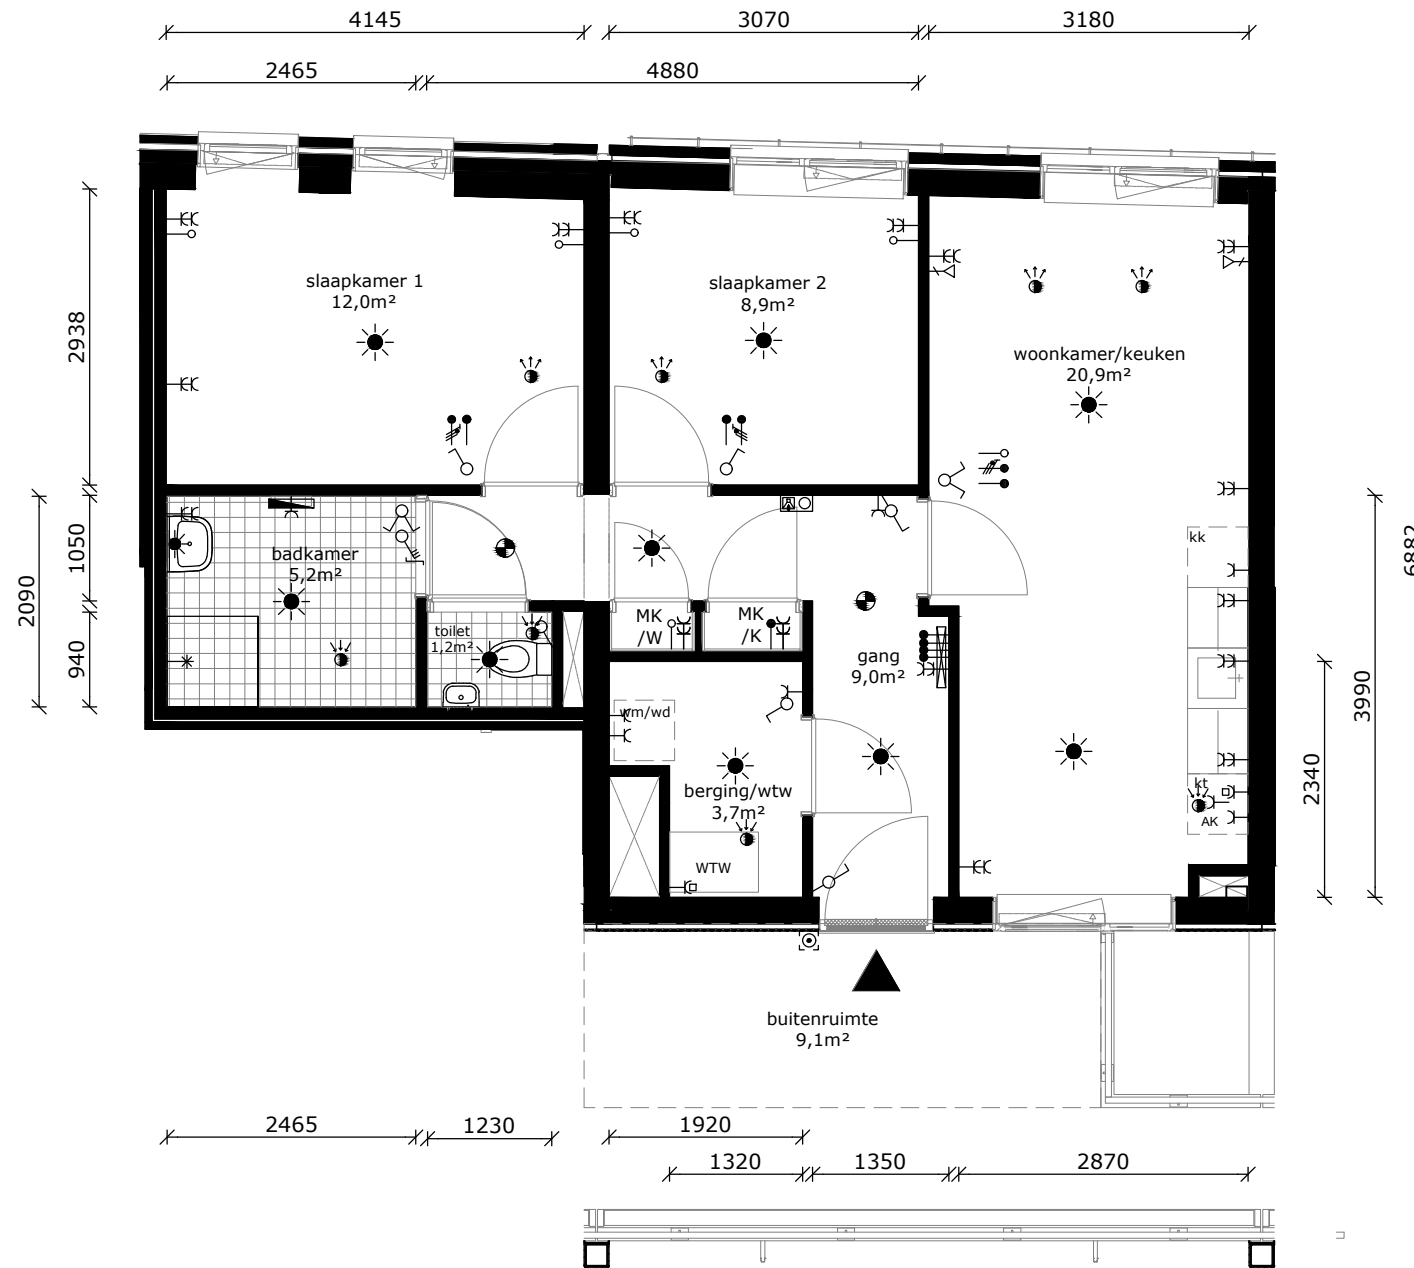 4145
3070
3180
2465
4880
slaapkamer 1
12,0m²
slaapkamer 2
8,9m²
woonkamer/keuken
20,9m²
2938
1050
2090
940
badkamer
5,2m²
toilet
1,2m²
MK
/W
MK
/K
gang
9,0m²
kk
6882
3990
2340
wm/wd
berging/wtw
3,7m²
WTW
kt
AK
buitenruimte
9,1m²
2465
1230
1920
1320
1350
2870